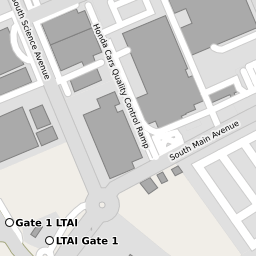 South Science Avenue
Honda Cars Quality Control Ramp
South Main Avenue
Gate 1 LTAI
LTAI Gate 1